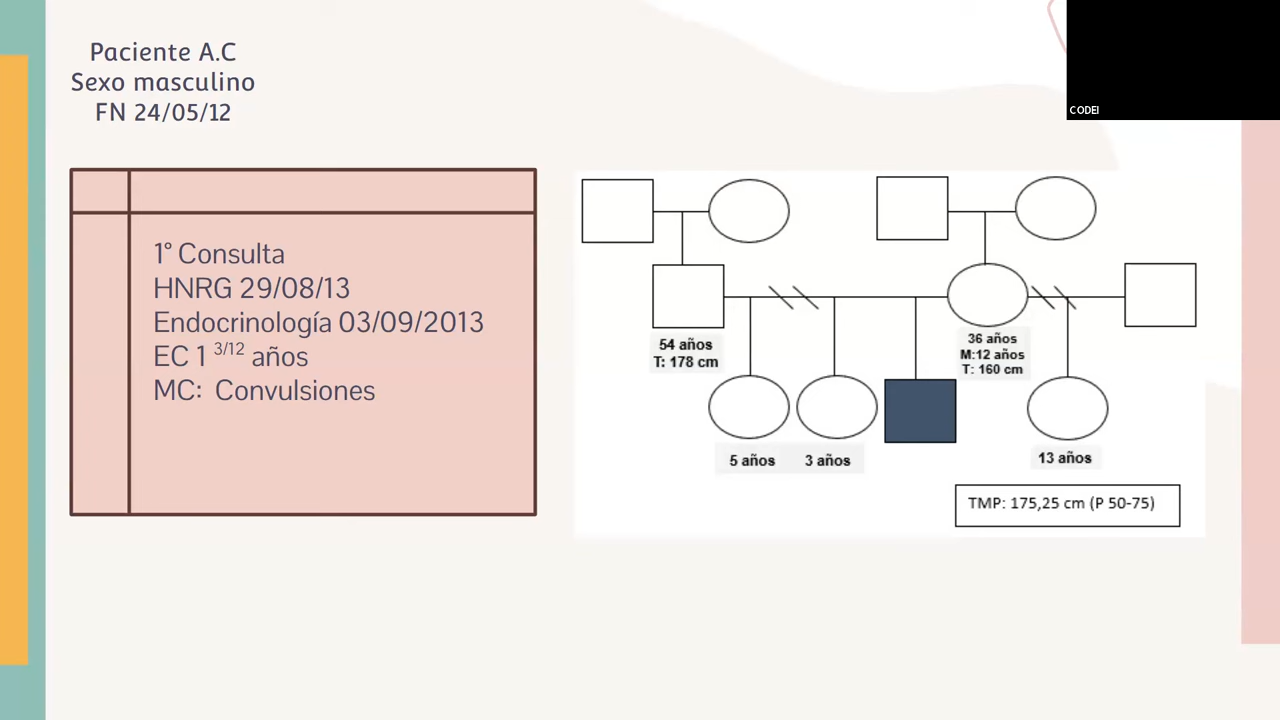 Paciente A.C
Sexo masculino
FN 24/05/12
CODEI
1° Consulta
HNRG 29/08/13
Endocrinología 03/09/2013
EC 1 3/12 años
MC: Convulsiones
54 años
T: 178 cm
36 años
M:12 años
T: 160 cm
5 años
3 años
13 años
TMP: 175,25 cm (P 50-75)